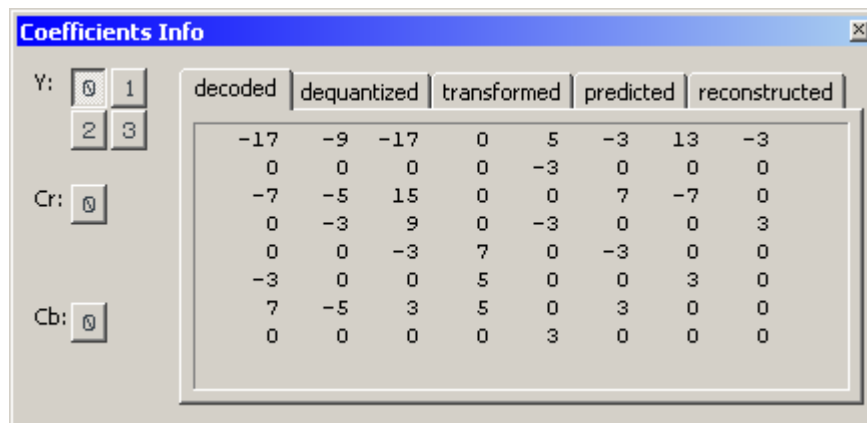 Coefficients Info
Y: 0 1
2 3
Cr: 0
Cb: 0
decoded dequantized transformed predicted reconstructed
-17 -9 -17 0 5 -3 13 -3
0 0 0 0 -3 0 0 0
-7 -5 15 0 0 7 -7 0
0 -3 9 0 -3 0 0 3
0 0 -3 7 0 -3 0 0
-3 0 0 5 0 0 3 0
7 -5 3 5 0 3 0 0
0 0 0 0 3 0 0 0